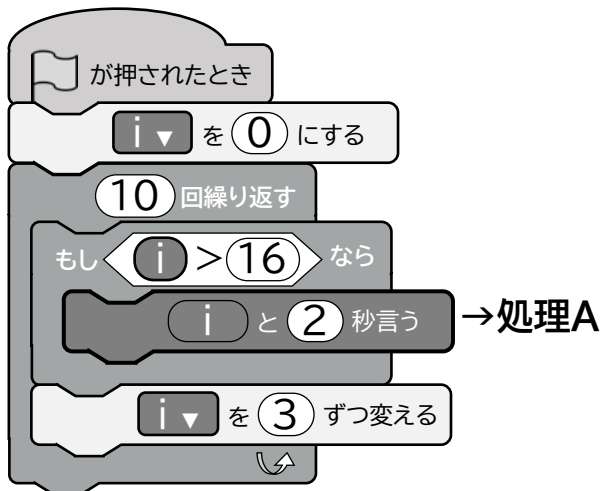 が押されたとき
i ▼ を 0 にする
10 回繰り返す
もし i > 16 なら
i と 2 秒言う →処理A
i ▼ を 3 ずつ変える